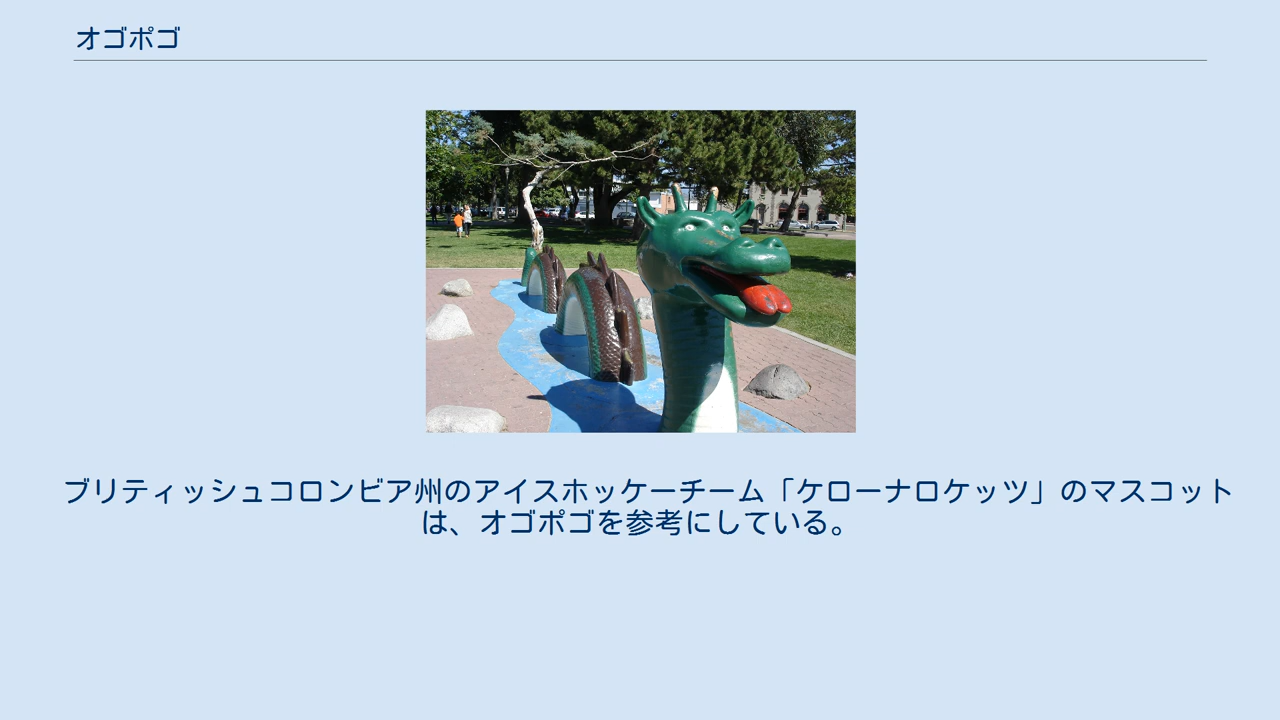 オゴポゴ
ブリティッシュコロンビア州のアイスホッケーチーム「ケローナロケッツ」のマスコット
は、オゴポゴを参考にしている。